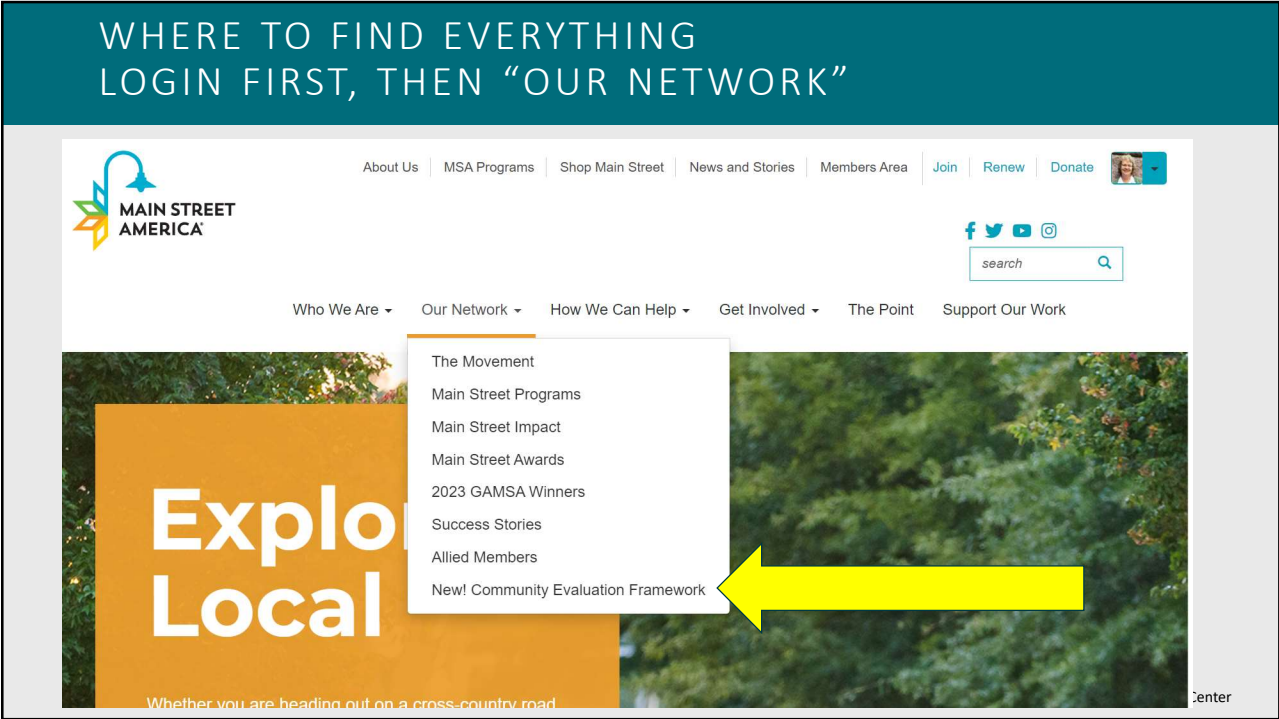 WHERE TO FIND EVERYTHING
LOGIN FIRST, THEN “OUR NETWORK”
About Us MSA Programs Shop Main Street News and Stories Members Area Join Renew Donate
MAIN STREET
AMERICA
search
Who We Are Our Network How We Can Help Get Involved The Point Support Our Work
The Movement
Main Street Programs
Main Street Impact
Main Street Awards
2023 GAMSA Winners
Success Stories
Allied Members
New! Community Evaluation Framework
Explo
Local
Whether you are heading out on a cross-country road
Center